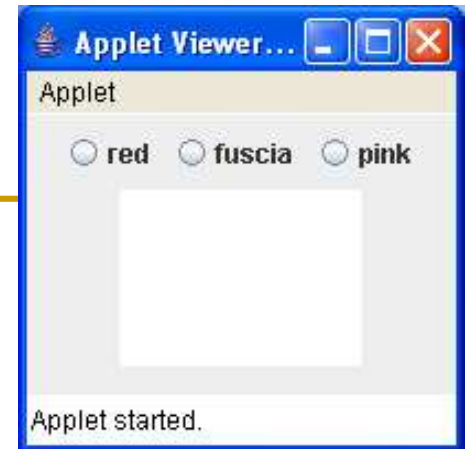 Applet Viewer...
Applet
red fuscia pink
Applet started.